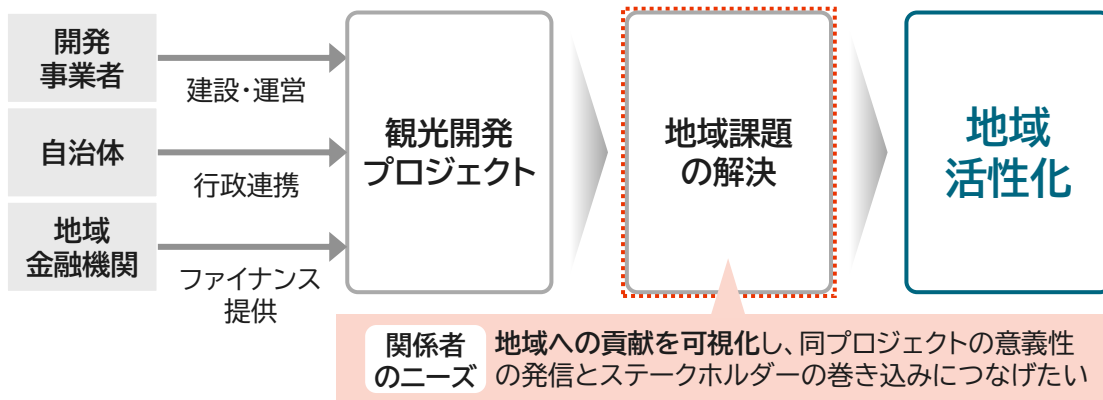 開発
事業者
建設・運営
自治体
行政連携
地域
金融機関
ファイナンス
提供
観光開発
プロジェクト
地域課題
の解決
地域
活性化
関係者
のニーズ
地域への貢献を可視化し、同プロジェクトの意義性
の発信とステークホルダーの巻き込みにつなげたい